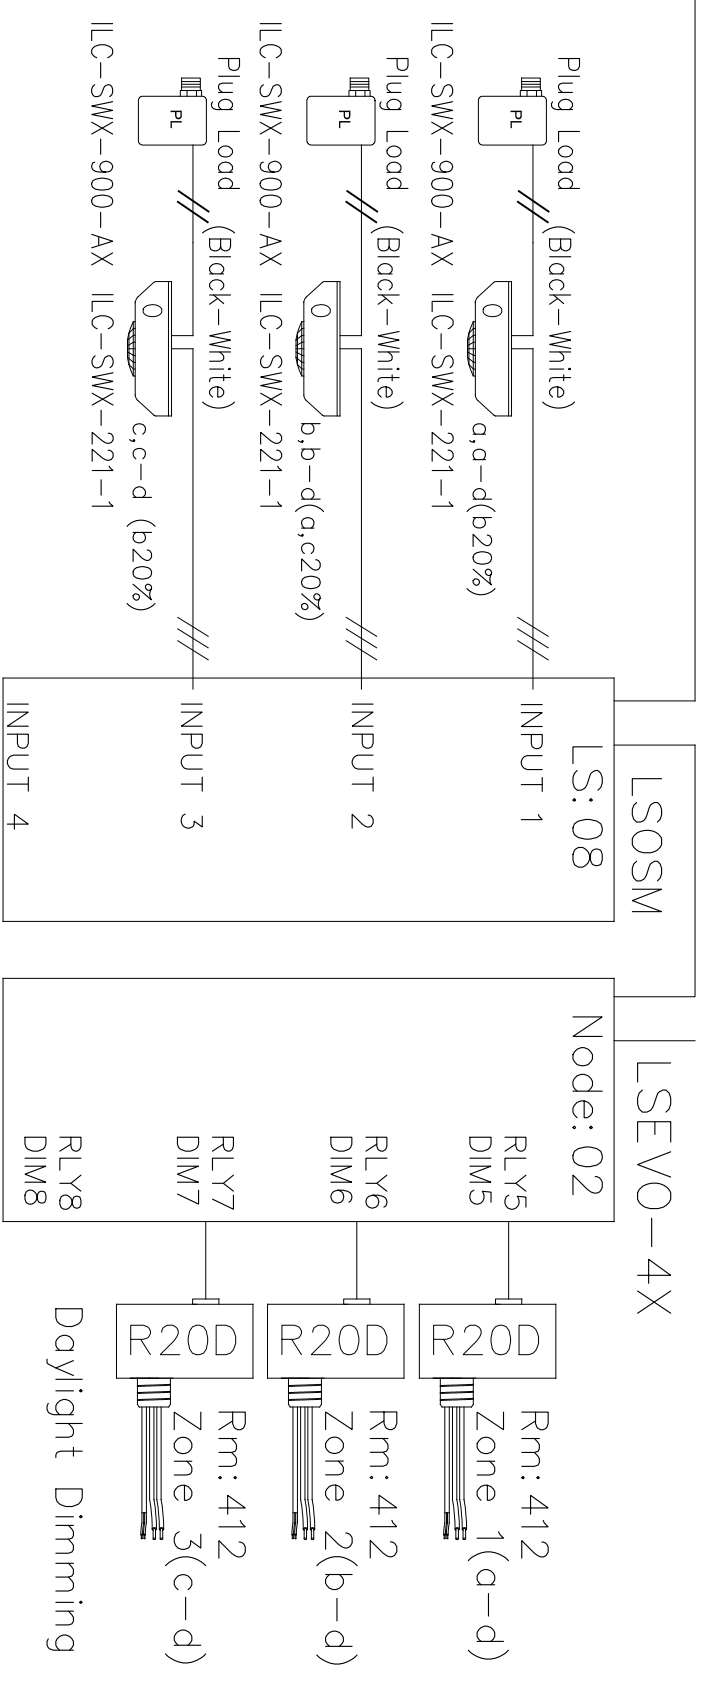 LSOSM
LS: 08
INPUT 1
INPUT 2
INPUT 3
INPUT 4
Plug Load
PL
(Black-White)
a,a-d(b20%)
ILC-SWX-900-AX ILC-SWX-221-1
Plug Load
PL
(Black-White)
b,b-d(a,c20%)
ILC-SWX-900-AX ILC-SWX-221-1
Plug Load
PL
(Black-White)
c,c-d (b20%)
ILC-SWX-900-AX ILC-SWX-221-1
LSEVO-4X
Node: 02
RLY5
DIM5
RLY6
DIM6
RLY7
DIM7
RLY8
DIM8
R20D
Rm: 412
Zone 1(a-d)
R20D
Rm: 412
Zone 2(b-d)
R20D
Rm: 412
Zone 3(c-d)
Daylight Dimming